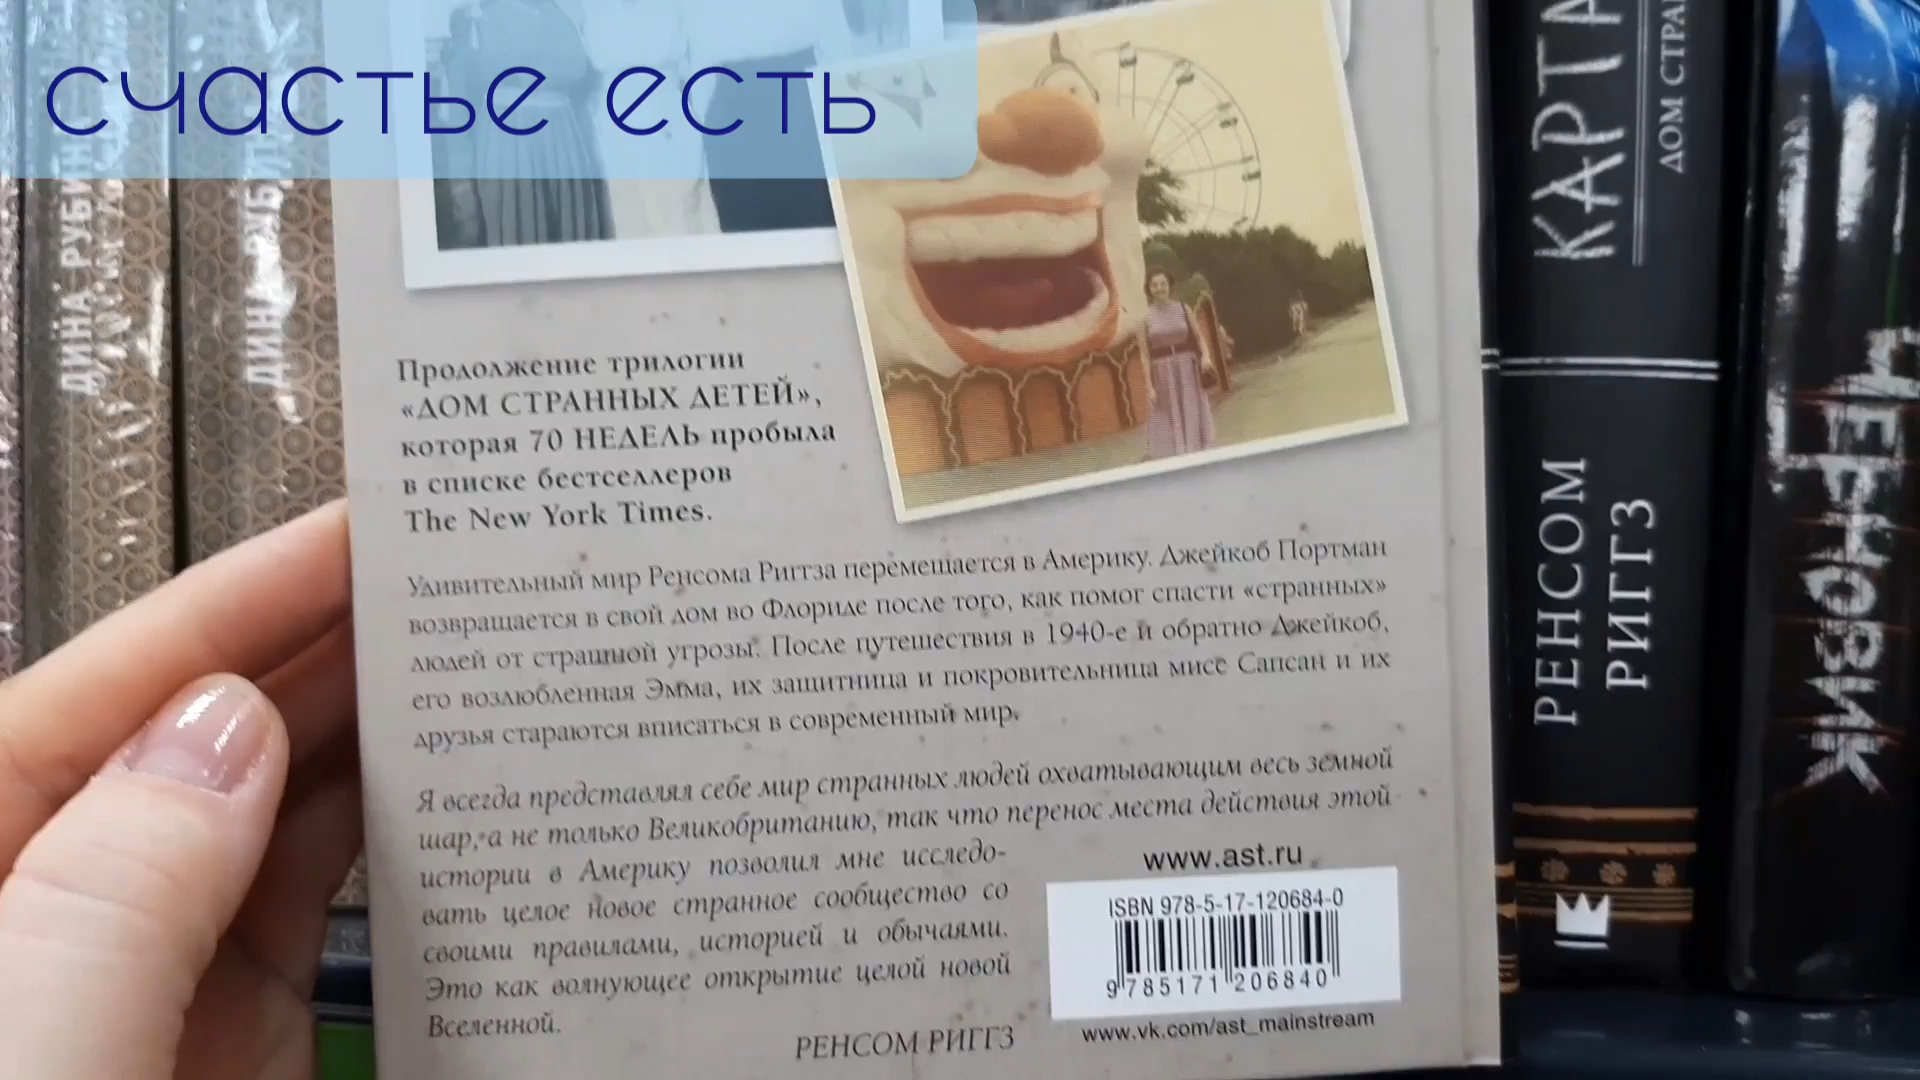 счастье есть
Продолжение трилогии
«ДОМ СТРАННЫХ ДЕТЕЙ»,
которая 70 НЕДЕЛЬ пробыла
в списке бестселлеров
The New York Times.
Удивительный мир Ренсома Риггза перемещается в Америку. Джейкоб Портман
возвращается в свой дом во Флориде после того, как помог спасти «странных»
людей от страшной угрозы. После путешествия в 1940-е и обратно Джейкоб,
его возлюбленная Эмма, их защитница и покровительница мисс Сапсан и их
друзья стараются вписаться в современный мир.
Я всегда представлял себе мир странных людей охватывающим весь земной
шар, а не только Великобританию, так что перенос места действия этой
истории в Америку позволил мне исследо-
вать целое новое странное сообщество со
своими правилами, историей и обычаями.
Это как волнующее открытие целой новой
Вселенной.
РЕНСОМ РИГГЗ
www.ast.ru
ISBN 978-5-17-120684-0
9 785171 206840
www.vk.com/ast_mainstream
ДИНА РУБИН
ДИНА РУБИН
КАРТА
ДОМ СТРАН
РЕНСОМ
РИГГЗ
ЧЕРНОВИК